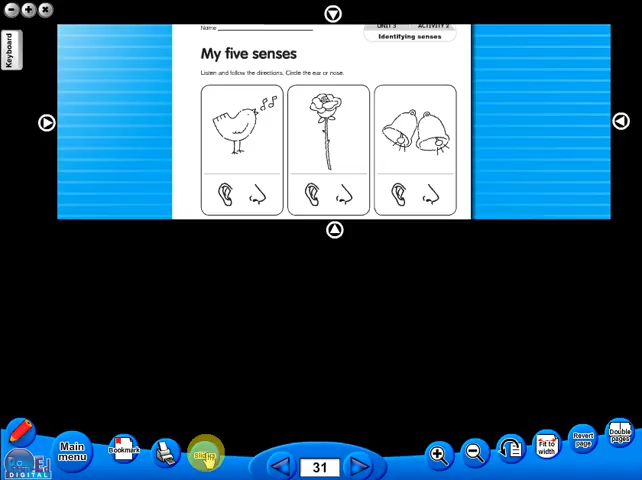 Keyboard
Name
UNIT 3 ACTIVITY 2
Identifying senses
My five senses
Listen and follow the directions. Circle the ear or nose.
Main
menu
Bookmark
31
Fit to
width
Revert
page
Double
pages
DIGITAL